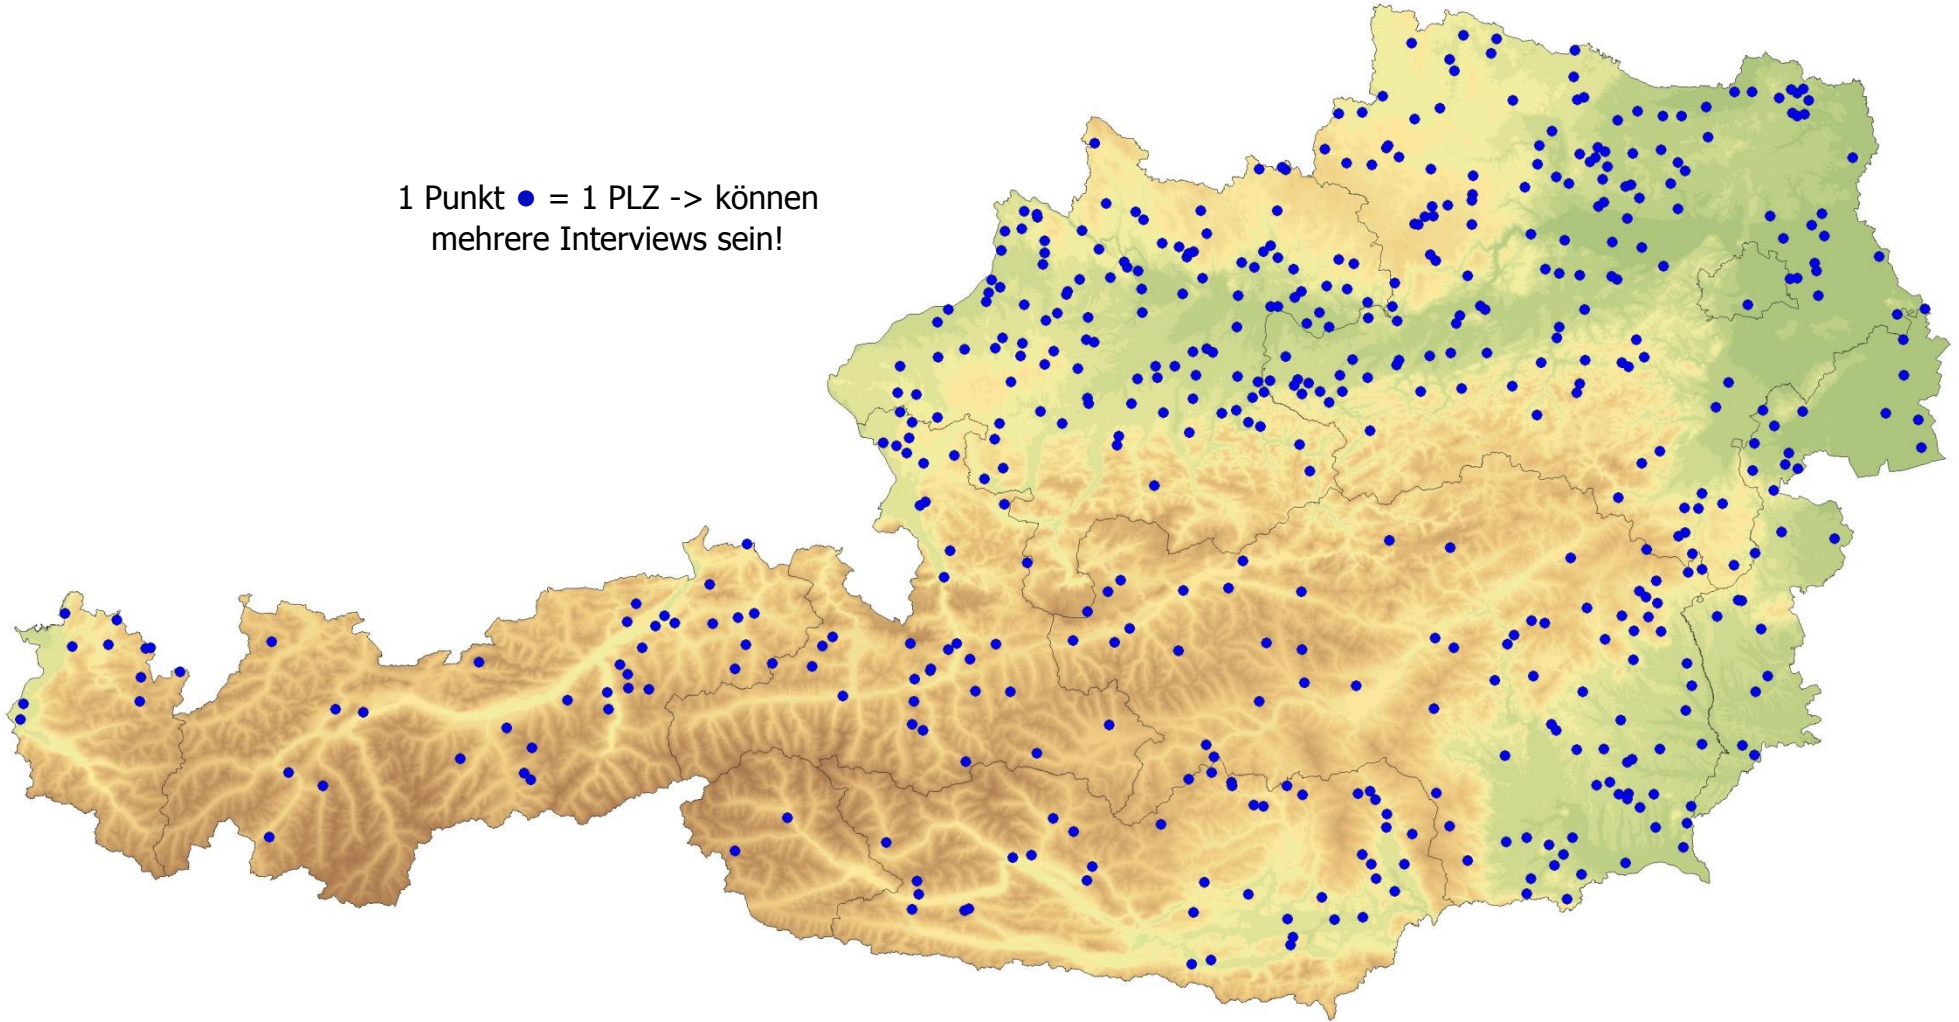 1 Punkt ● = 1 PLZ -> können
mehrere Interviews sein!